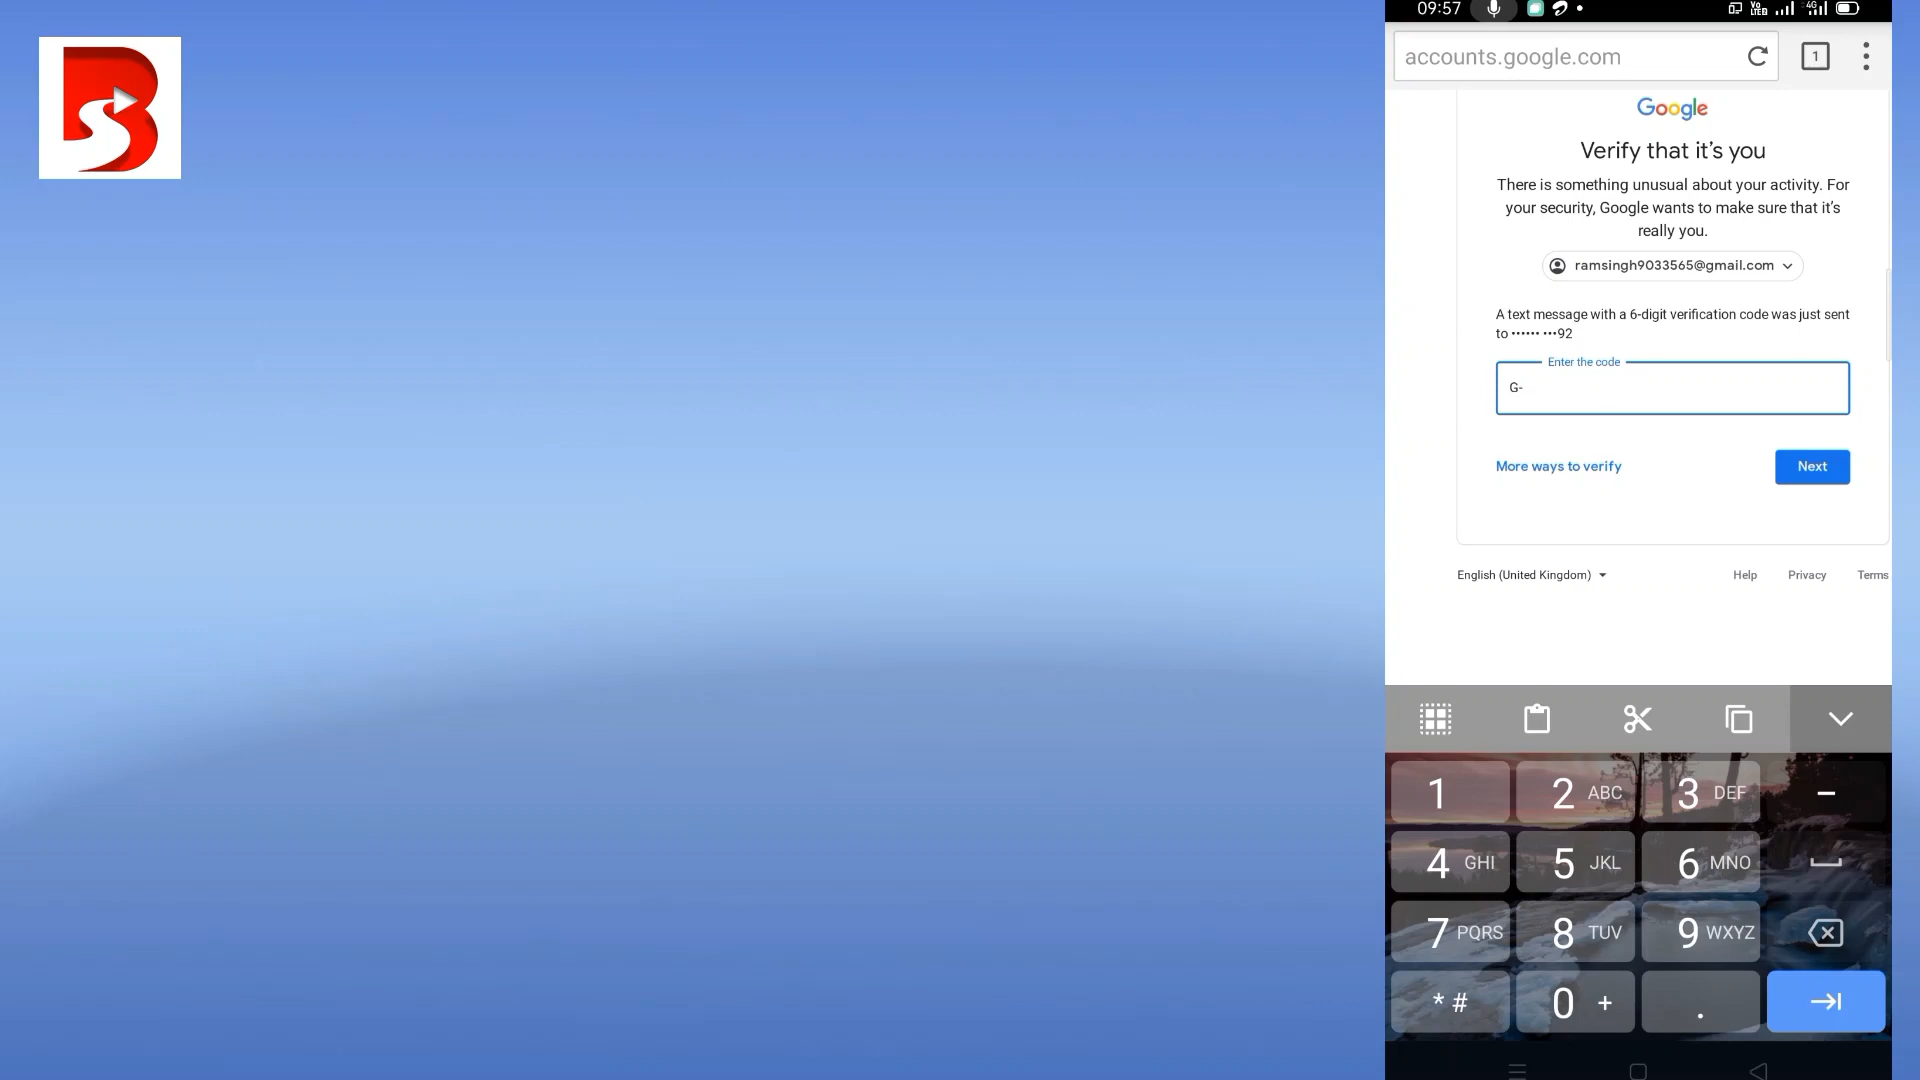 09:57
Vo LTE2
4G
accounts.google.com
1
Google
Verify that it's you
There is something unusual about your activity. For
your security, Google wants to make sure that it's
really you.
ramsingh9033565@gmail.com
A text message with a 6-digit verification code was just sent
to •••••• •••92
Enter the code
G-
More ways to verify
Next
English (United Kingdom)
Help Privacy Terms
1 2 ABC 3 DEF –
4 GHI 5 JKL 6 MNO
7 PQRS 8 TUV 9 WXYZ
* # 0 + .